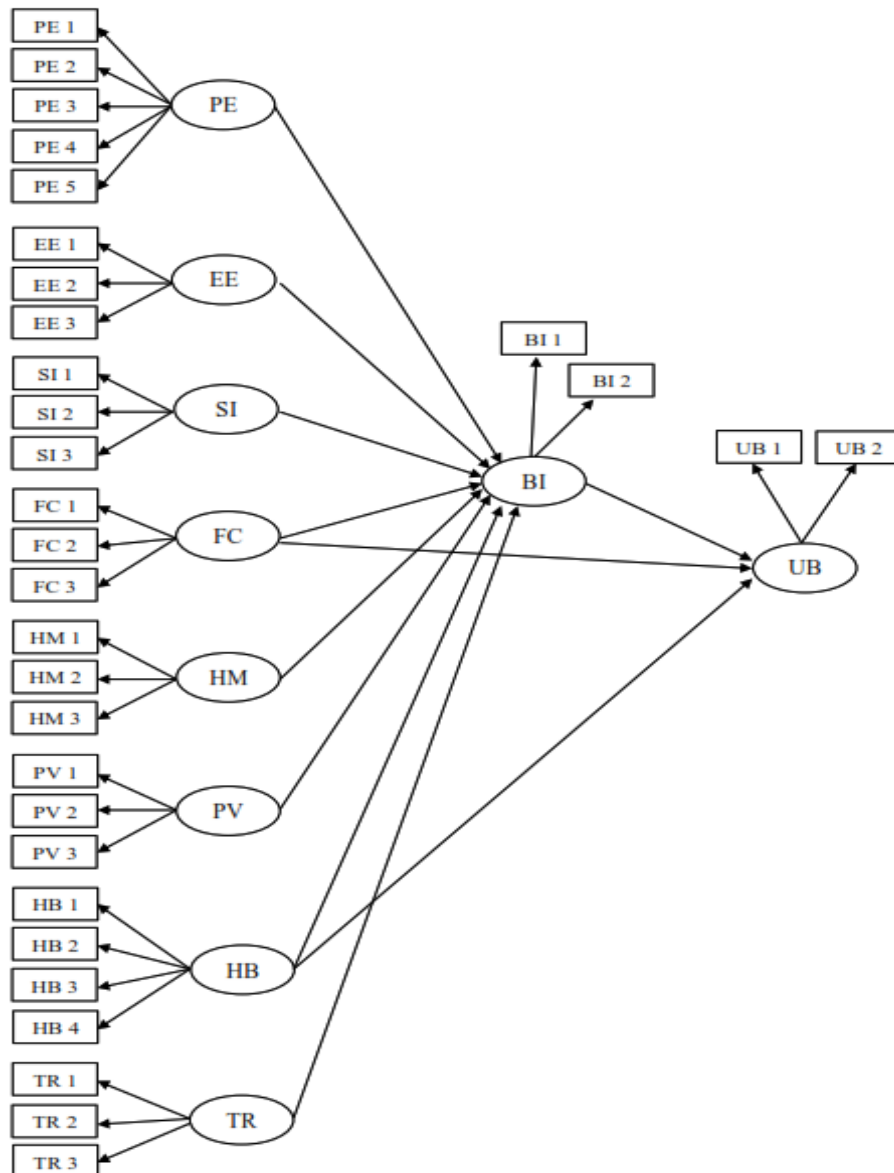 PE 1
PE 2
PE 3
PE 4
PE 5
PE
EE 1
EE 2
EE 3
EE
SI 1
SI 2
SI 3
SI
FC 1
FC 2
FC 3
FC
HM 1
HM 2
HM 3
HM
PV 1
PV 2
PV 3
PV
HB 1
HB 2
HB 3
HB 4
HB
TR 1
TR 2
TR 3
TR
BI 1
BI 2
BI
UB 1
UB 2
UB